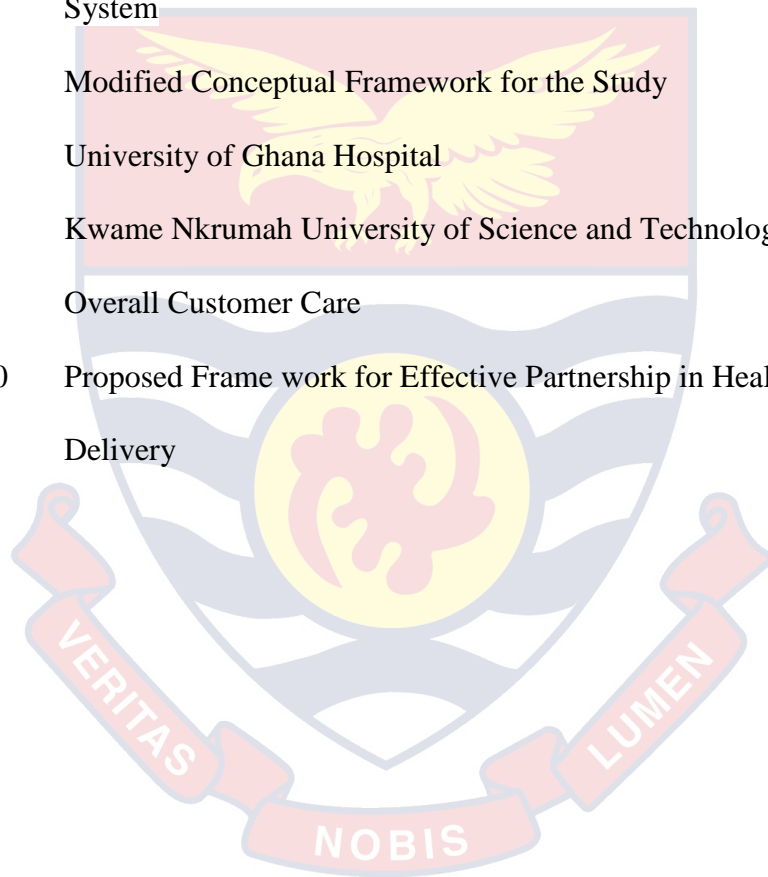 System
Modified Conceptual Framework for the Study
University of Ghana Hospital
Kwame Nkrumah University of Science and Technolog
Overall Customer Care
0 Proposed Frame work for Effective Partnership in Heal
Delivery
VERITAS
NOBIS
LUMEN